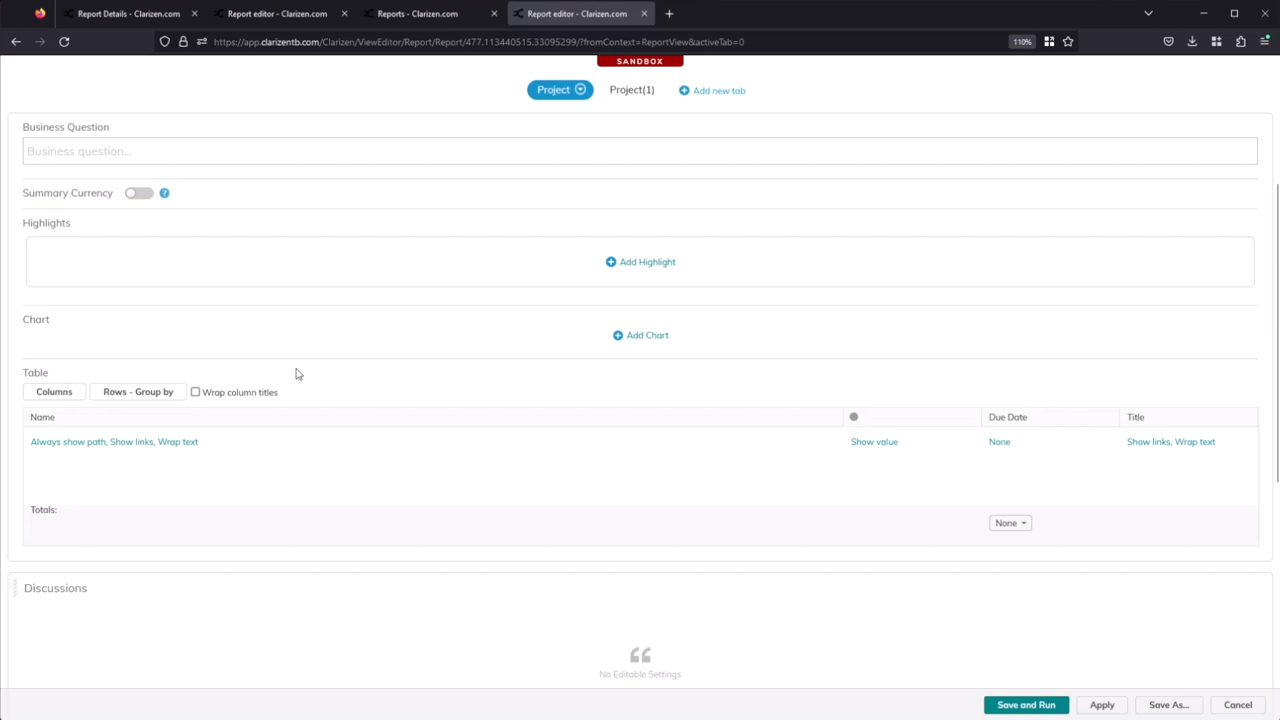 Report Details - Clarizen.com
Report editor - Clarizen.com
Reports - Clarizen.com
Report editor - Clarizen.com
https://app.clarizentb.com/Clarizen/ViewEditor/Report/Report/477.113440515.33095299/?fromContext=ReportView&activeTab=0
110%
SANDBOX
Project
Project(1)
Add new tab
Business Question
Business question...
Summary Currency
?
Highlights
Add Highlight
Chart
Add Chart
Table
Columns
Rows - Group by
Wrap column titles
Name
Due Date
Title
Always show path, Show links, Wrap text
Show value
None
Show links, Wrap text
Totals:
None
Discussions
No Editable Settings
Save and Run
Apply
Save As...
Cancel